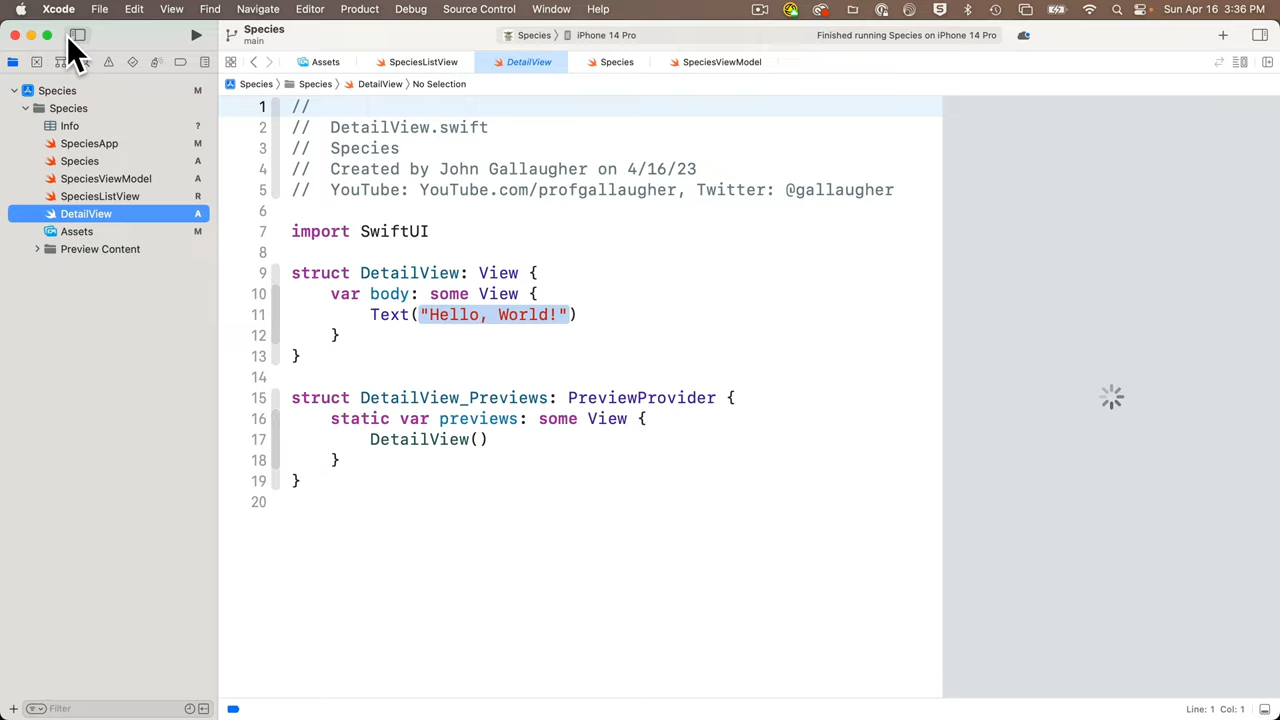 Xcode File Edit View Find Navigate Editor Product Debug Source Control Window Help Sun Apr 16 3:36 PM
Species
main
Species iPhone 14 Pro
Finished running Species on iPhone 14 Pro
Assets SpeciesListView DetailView Species SpeciesViewModel
Species Species DetailView No Selection
Species M
Species
Info ?
SpeciesApp M
Species A
SpeciesViewModel A
SpeciesListView R
DetailView A
Assets M
Preview Content
1 //
2 // DetailView.swift
3 // Species
4 // Created by John Gallaugher on 4/16/23
5 // YouTube: YouTube.com/profgallaugher, Twitter: @gallaugher
6
7 import SwiftUI
8
9 struct DetailView: View {
10 var body: some View {
11 Text("Hello, World!")
12 }
13 }
14
15 struct DetailView_Previews: PreviewProvider {
16 static var previews: some View {
17 DetailView()
18 }
19 }
20
Filter
Line: 1 Col: 1